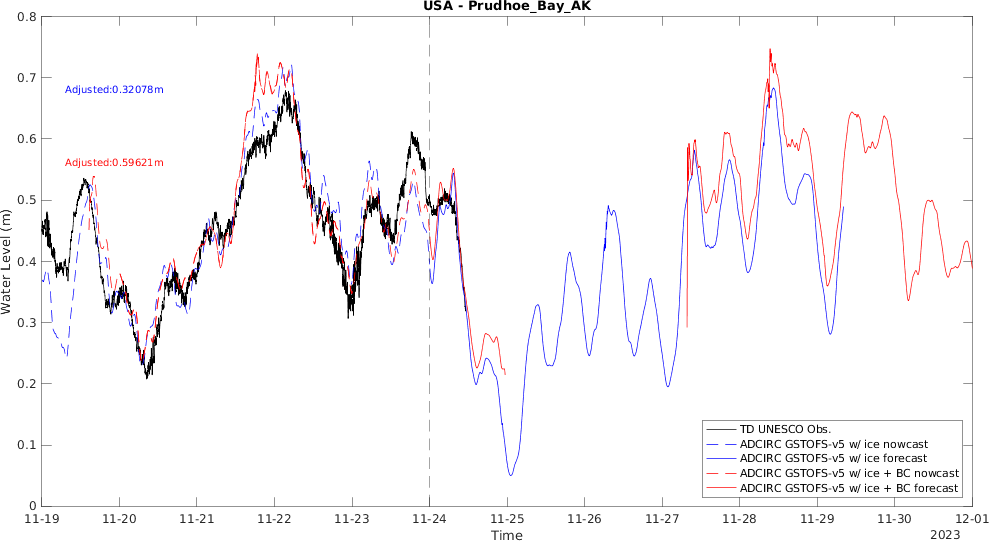 USA - Prudhoe_Bay_AK
0.8
0.7
0.6
0.5
0.4
0.3
0.2
0.1
0
Water Level (m)
Adjusted:0.32078m
Adjusted:0.59621m
TD UNESCO Obs.
ADCIRC GSTOFS-v5 w/ ice nowcast
ADCIRC GSTOFS-v5 w/ ice forecast
ADCIRC GSTOFS-v5 w/ ice + BC nowcast
ADCIRC GSTOFS-v5 w/ ice + BC forecast
11-19 11-20 11-21 11-22 11-23 11-24 11-25 11-26 11-27 11-28 11-29 11-30 12-01
Time
2023